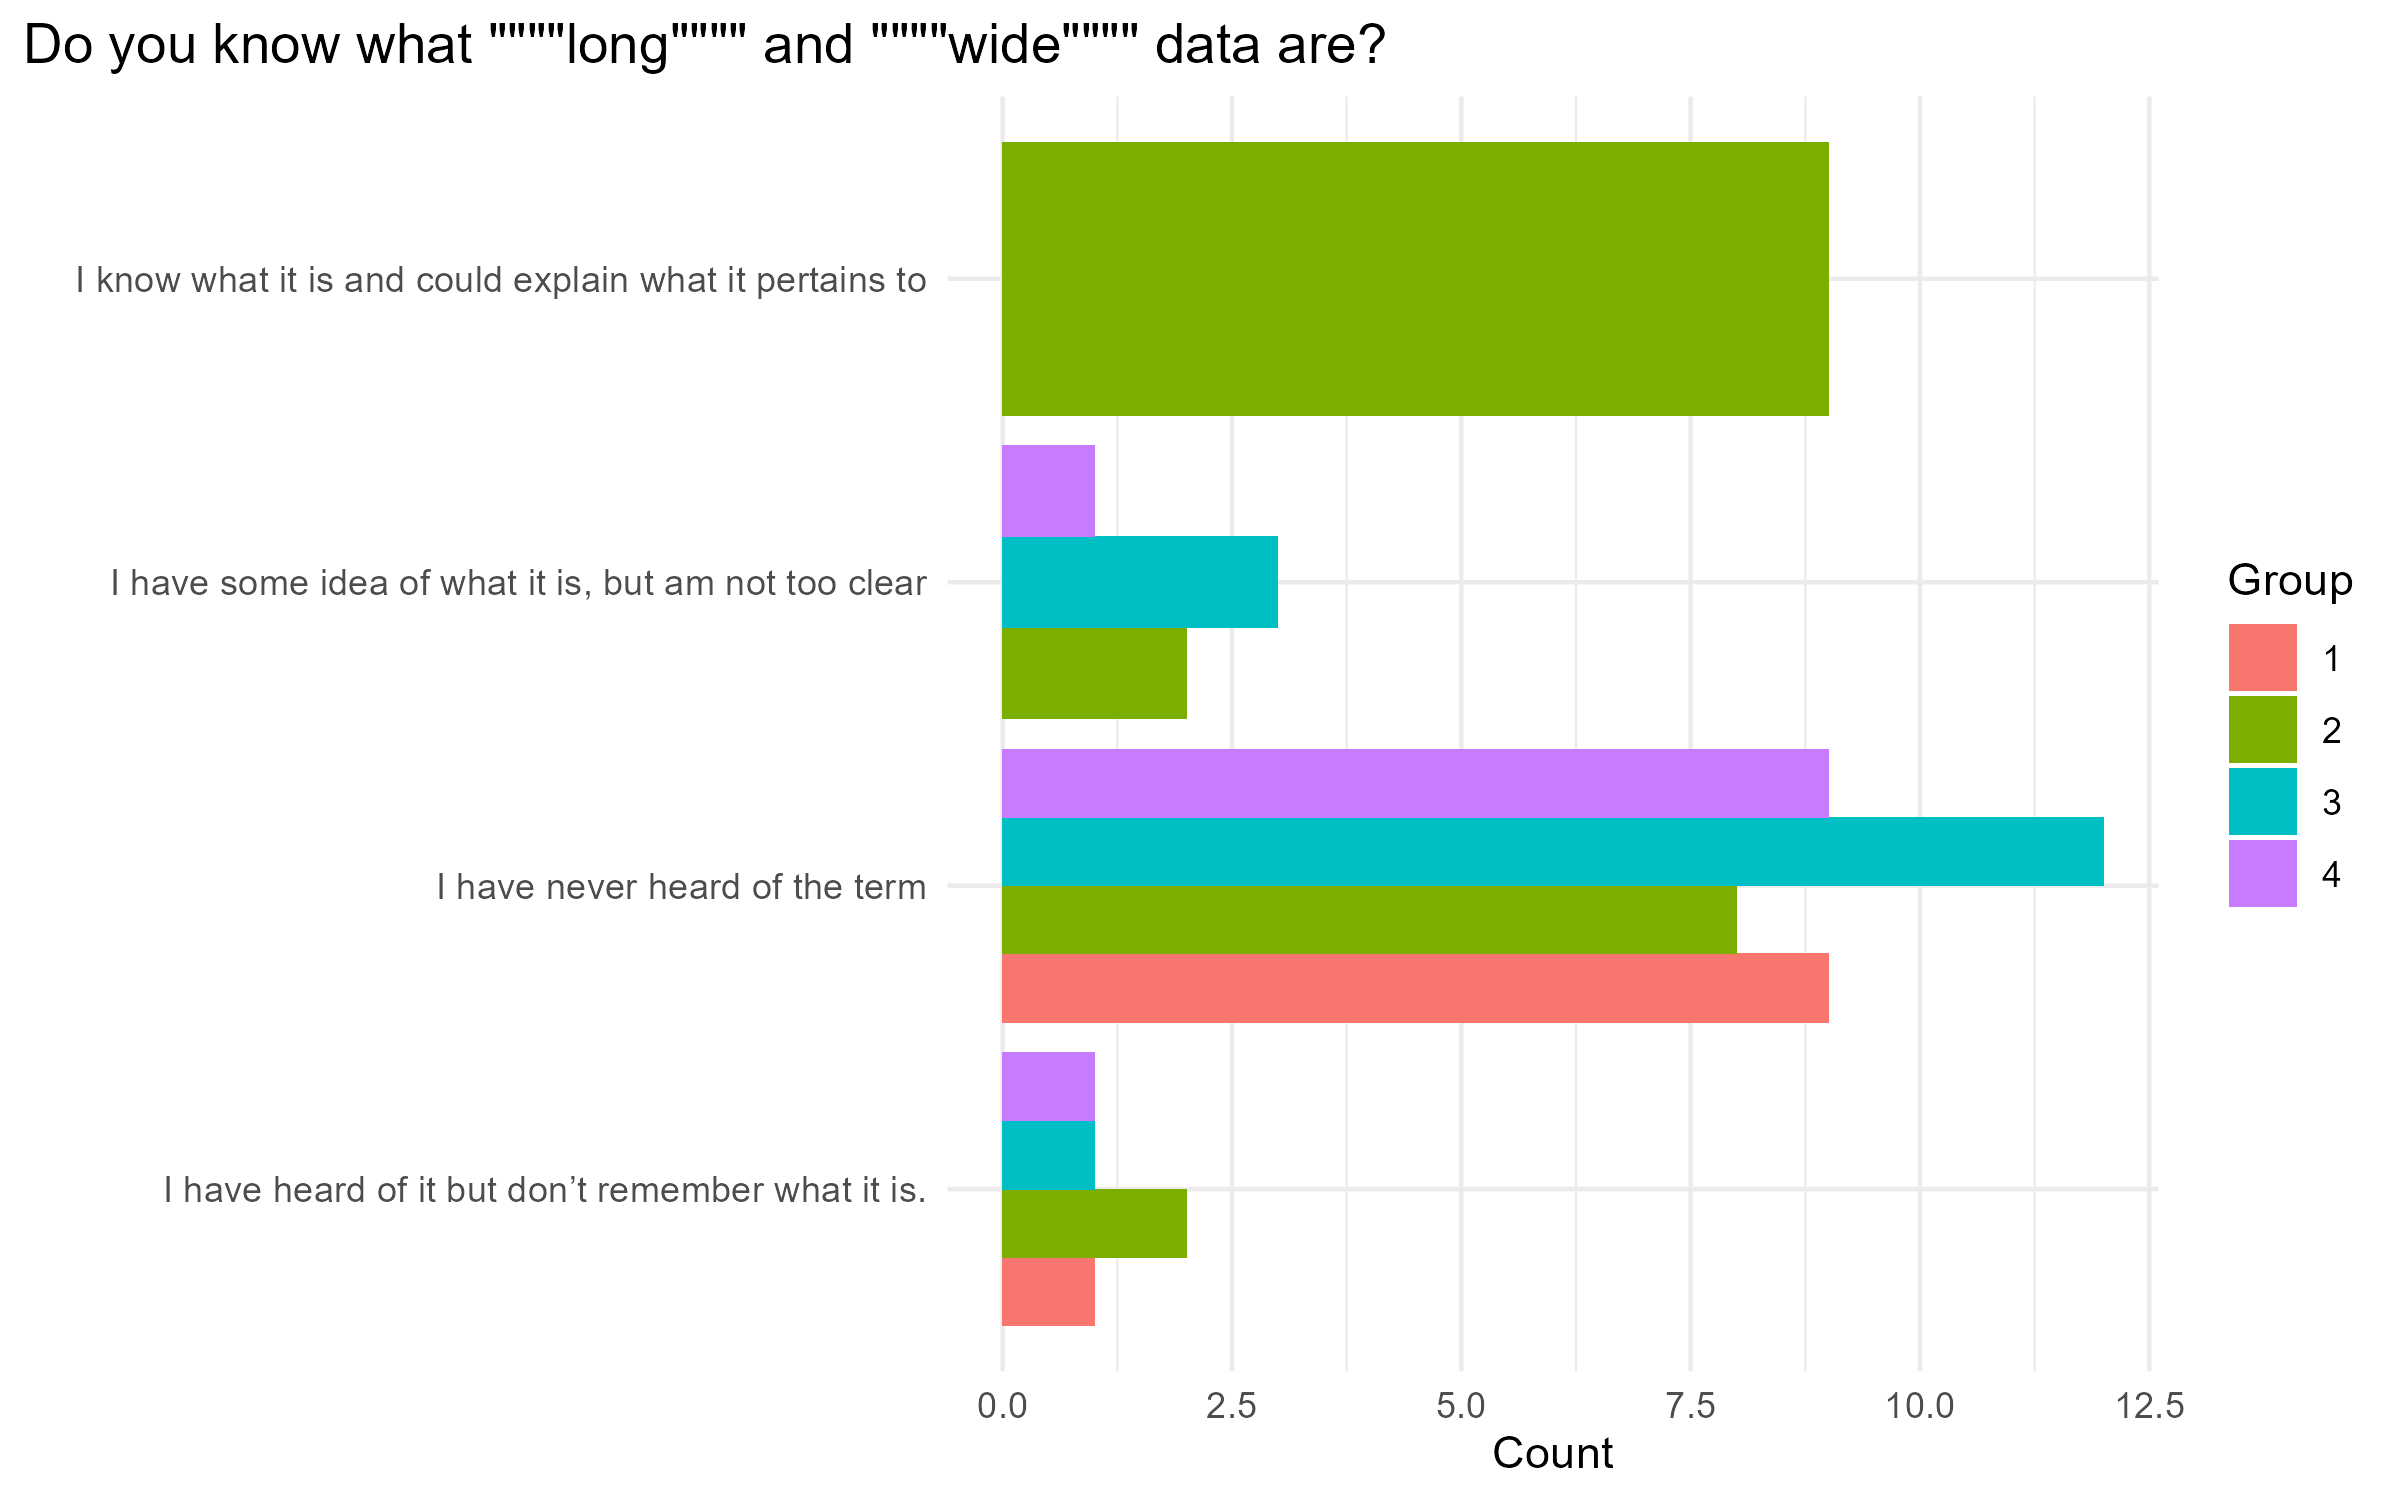 Do you know what """"long"""" and """"wide"""" data are?
I know what it is and could explain what it pertains to
I have some idea of what it is, but am not too clear
I have never heard of the term
I have heard of it but don’t remember what it is.
0.0 2.5 5.0 7.5 10.0 12.5
Count
Group
1
2
3
4